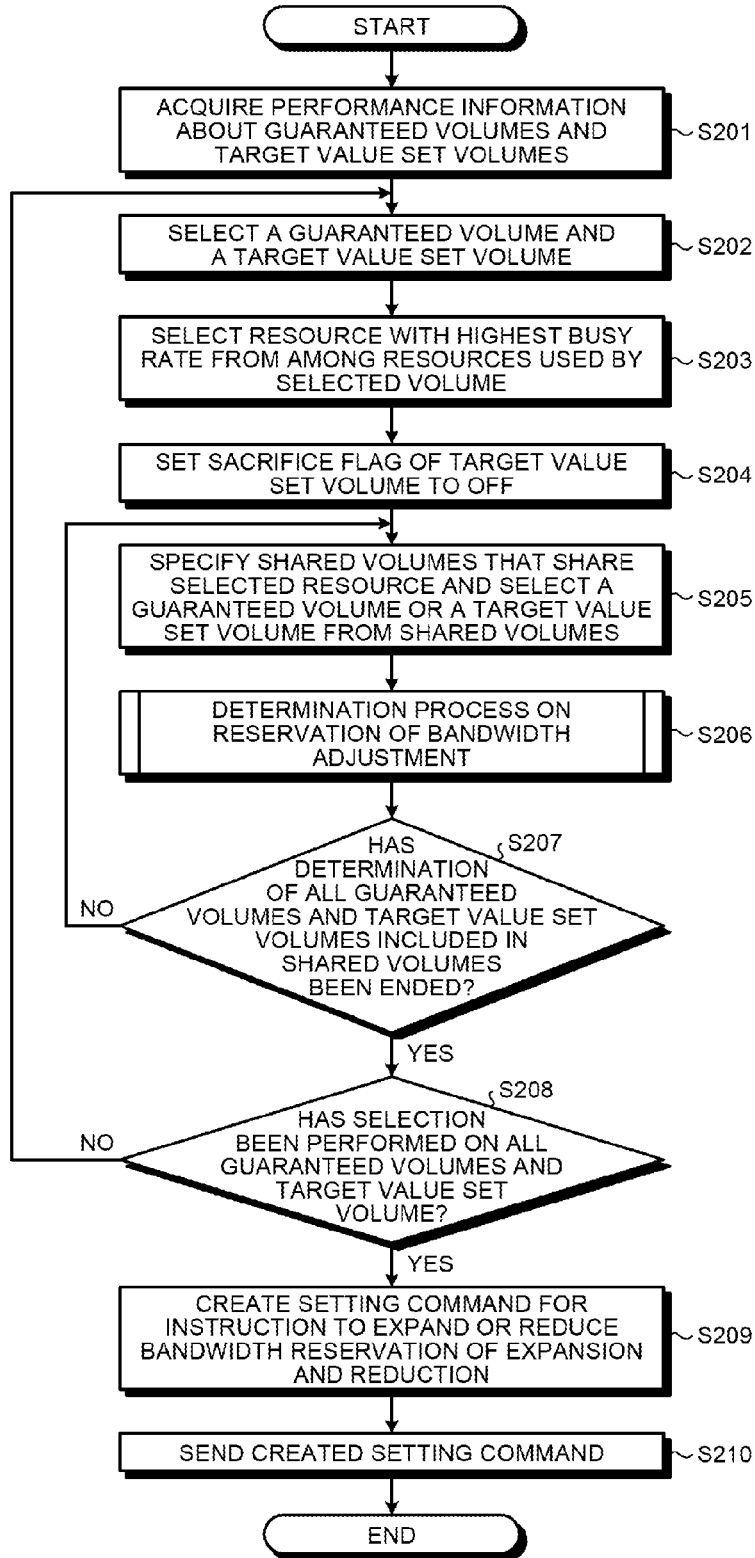 START
ACQUIRE PERFORMANCE INFORMATION
ABOUT GUARANTEED VOLUMES AND
TARGET VALUE SET VOLUMES
S201
SELECT A GUARANTEED VOLUME AND
A TARGET VALUE SET VOLUME
S202
SELECT RESOURCE WITH HIGHEST BUSY
RATE FROM AMONG RESOURCES USED BY
SELECTED VOLUME
S203
SET SACRIFICE FLAG OF TARGET VALUE
SET VOLUME TO OFF
S204
SPECIFY SHARED VOLUMES THAT SHARE
SELECTED RESOURCE AND SELECT A
GUARANTEED VOLUME OR A TARGET VALUE
SET VOLUME FROM SHARED VOLUMES
S205
DETERMINATION PROCESS ON
RESERVATION OF BANDWIDTH
ADJUSTMENT
S206
S207
HAS
DETERMINATION
OF ALL GUARANTEED
VOLUMES AND TARGET VALUE SET
VOLUMES INCLUDED IN
SHARED VOLUMES
BEEN ENDED?
NO
YES
S208
HAS SELECTION
BEEN PERFORMED ON ALL
GUARANTEED VOLUMES AND
TARGET VALUE SET
VOLUME?
NO
YES
CREATE SETTING COMMAND FOR
INSTRUCTION TO EXPAND OR REDUCE
BANDWIDTH RESERVATION OF EXPANSION
AND REDUCTION
S209
SEND CREATED SETTING COMMAND
S210
END